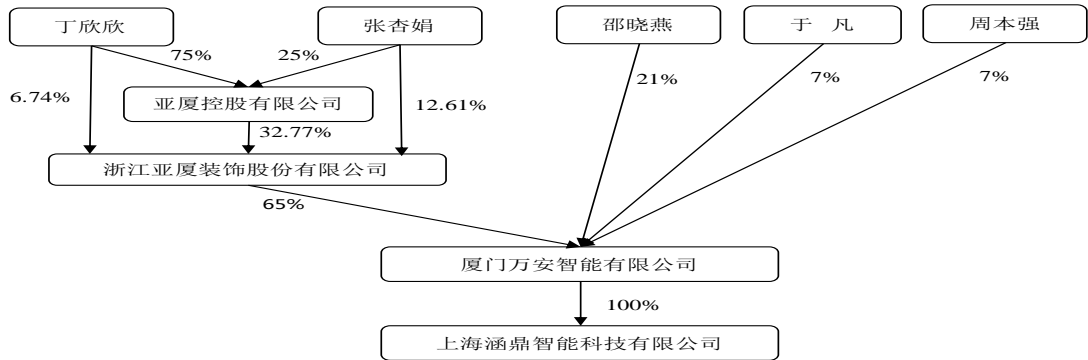 丁欣欣
张杏娟
邵晓燕
于 凡
周本强
75%
25%
21%
7%
7%
6.74%
亚厦控股有限公司
12.61%
32.77%
浙江亚厦装饰股份有限公司
65%
厦门万安智能有限公司
100%
上海涵鼎智能科技有限公司